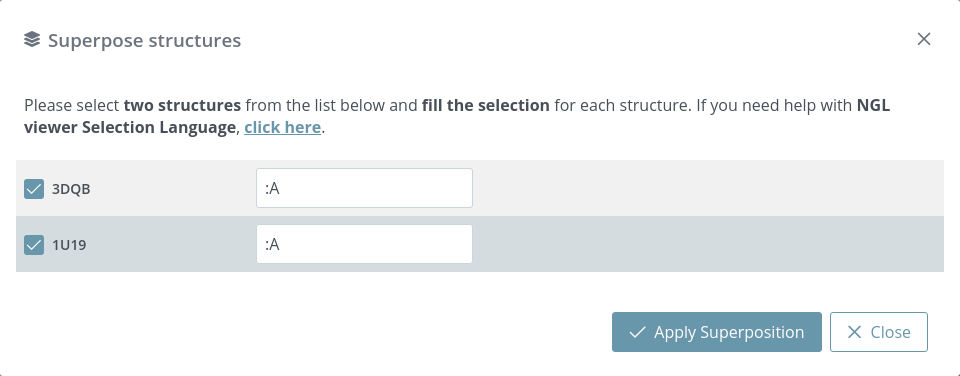 Superpose structures
Please select two structures from the list below and fill the selection for each structure. If you need help with NGL
viewer Selection Language, click here.
3DQB :A
1U19 :A
Apply Superposition Close